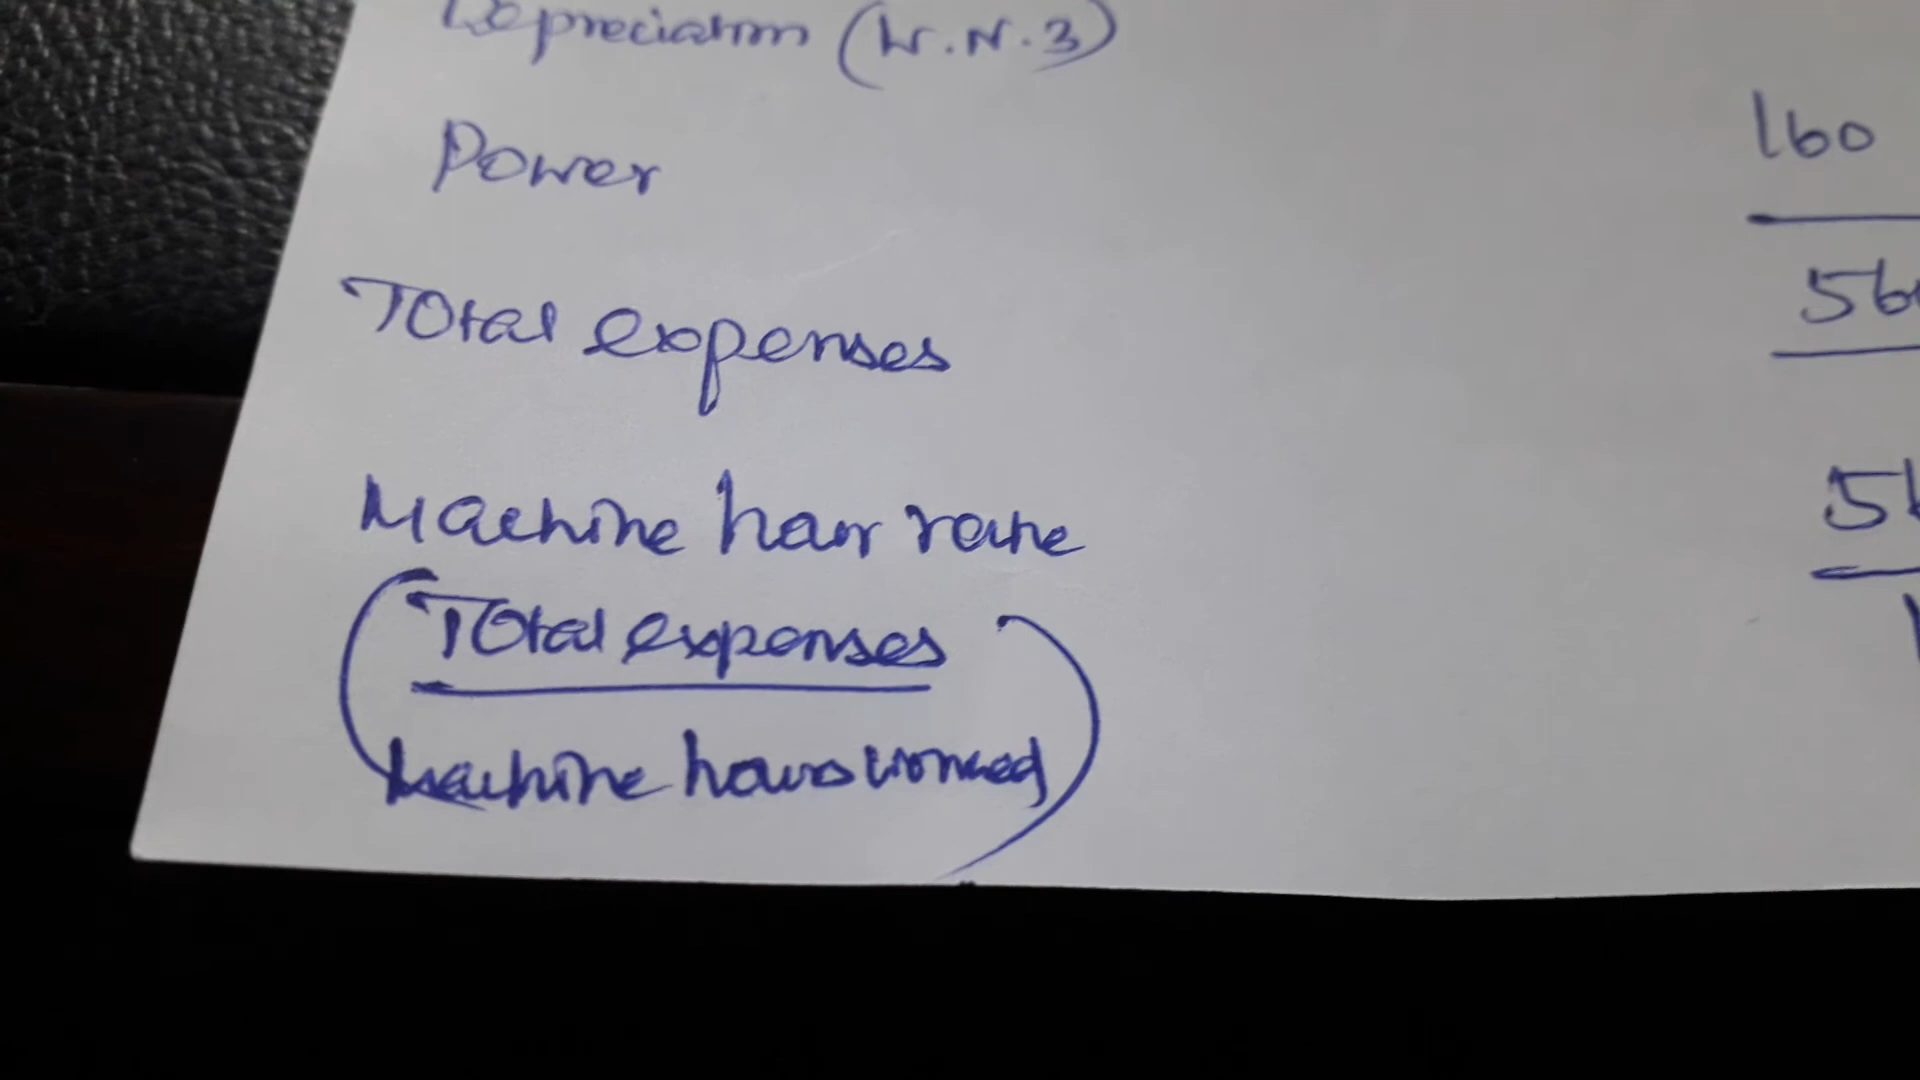 Depreciation (W.N.3)
Power 160
Total expenses
Machine hour rate
(Total expenses
Machine hours worked)